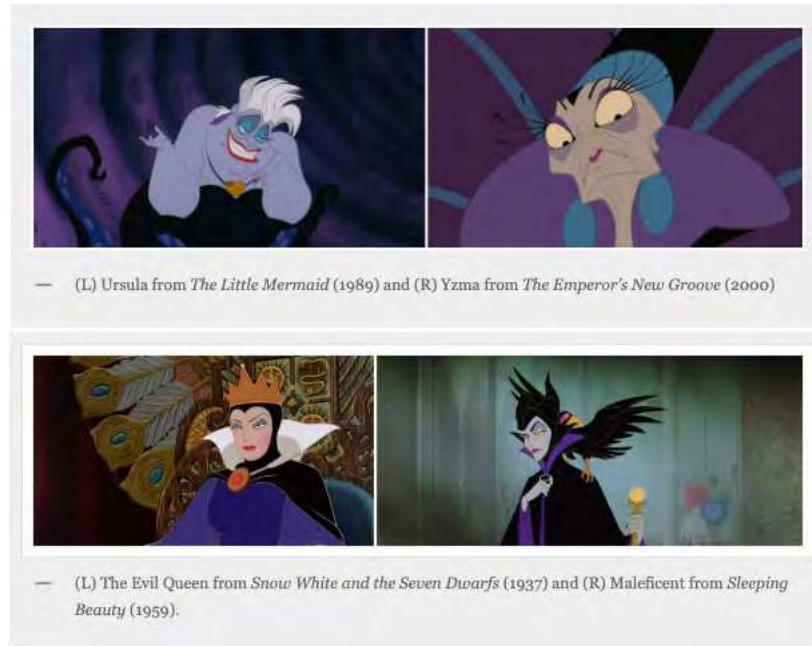 — (L) Ursula from The Little Mermaid (1989) and (R) Yzma from The Emperor's New Groove (2000)
— (L) The Evil Queen from Snow White and the Seven Dwarfs (1937) and (R) Maleficent from Sleeping
Beauty (1959).